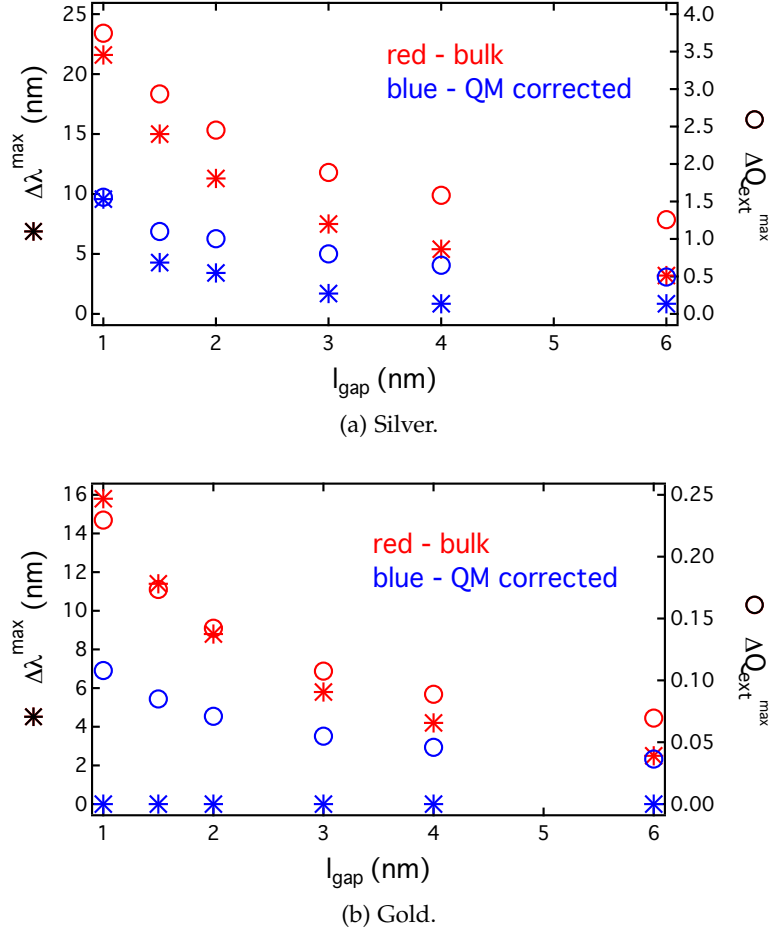 25
20
15
10
5
0
4.0
3.5
3.0
2.5
2.0
1.5
1.0
0.5
0.0
Δλ^max (nm)
ΔQ_ext^max
red - bulk
blue - QM corrected
1 2 3 4 5 6
l_gap (nm)
(a) Silver.
16
14
12
10
8
6
4
2
0
0.25
0.20
0.15
0.10
0.05
0.00
Δλ^max (nm)
ΔQ_ext^max
red - bulk
blue - QM corrected
1 2 3 4 5 6
l_gap (nm)
(b) Gold.